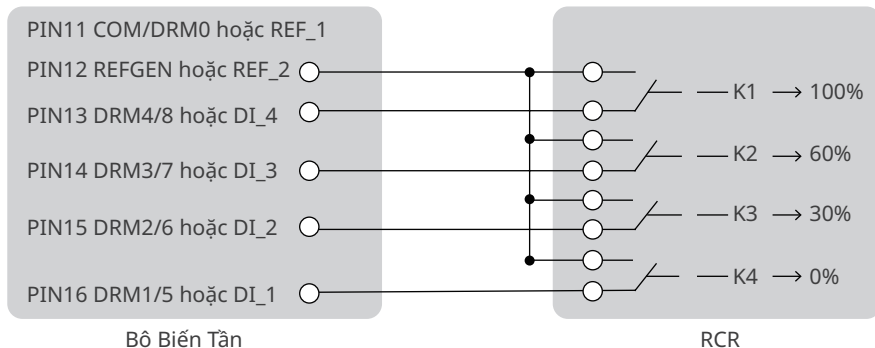 PIN11 COM/DRM0 hoặc REF_1
PIN12 REFGEN hoặc REF_2
PIN13 DRM4/8 hoặc DI_4
PIN14 DRM3/7 hoặc DI_3
PIN15 DRM2/6 hoặc DI_2
PIN16 DRM1/5 hoặc DI_1
K1 → 100%
K2 → 60%
K3 → 30%
K4 → 0%
Bộ Biến Tần
RCR